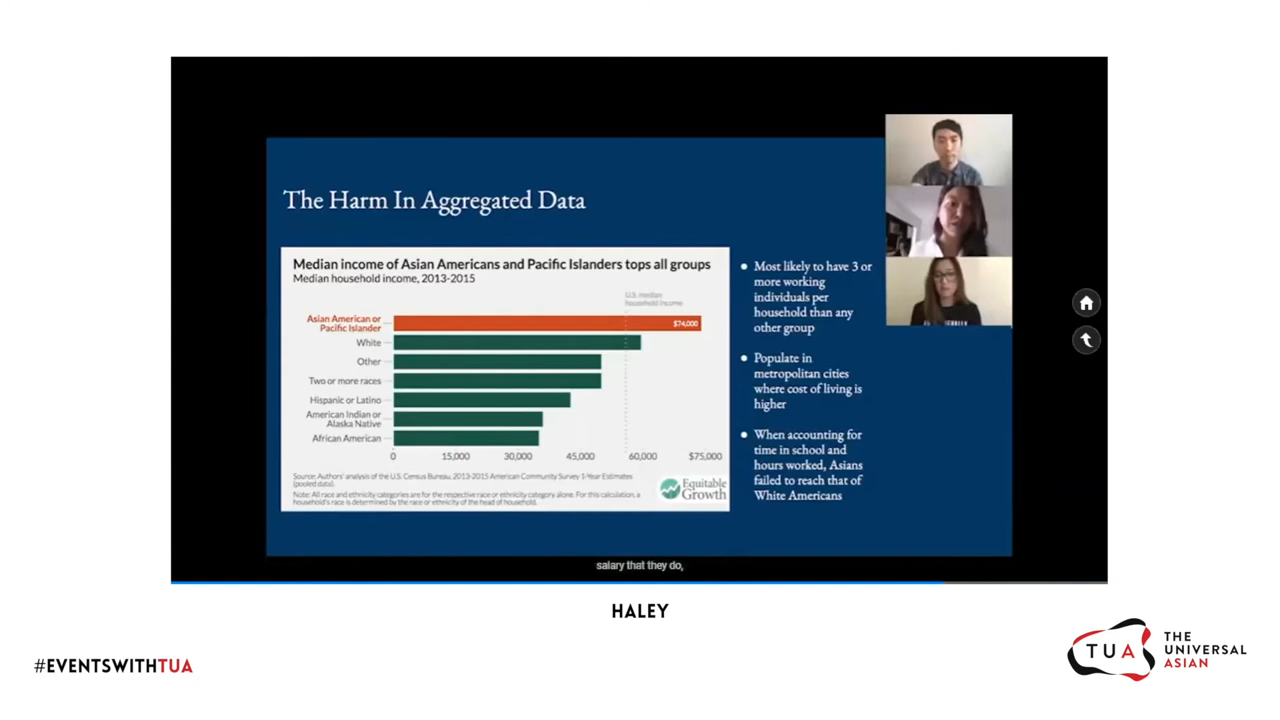 The Harm In Aggregated Data
Median income of Asian Americans and Pacific Islanders tops all groups
Median household income, 2013-2015
U.S. median
household income
Asian American or
Pacific Islander
$74,000
White
Other
Two or more races
Hispanic or Latino
American Indian or
Alaska Native
African American
0
15,000
30,000
45,000
60,000
$75,000
Source: Authors' analysis of the U.S. Census Bureau, 2013-2015 American Community Survey 1-Year Estimates
(pooled data).
Note: All race and ethnicity categories are for the respective race or ethnicity category alone. For this calculation, a
household's race is determined by the race or ethnicity of the head of household.
Equitable
Growth
Most likely to have 3 or
more working
individuals per
household than any
other group
Populate in
metropolitan cities
where cost of living is
higher
When accounting for
time in school and
hours worked, Asians
failed to reach that of
White Americans
salary that they do,
HALEY
#EVENTSWITHTUA
TUA
THE
UNIVERSAL
ASIAN